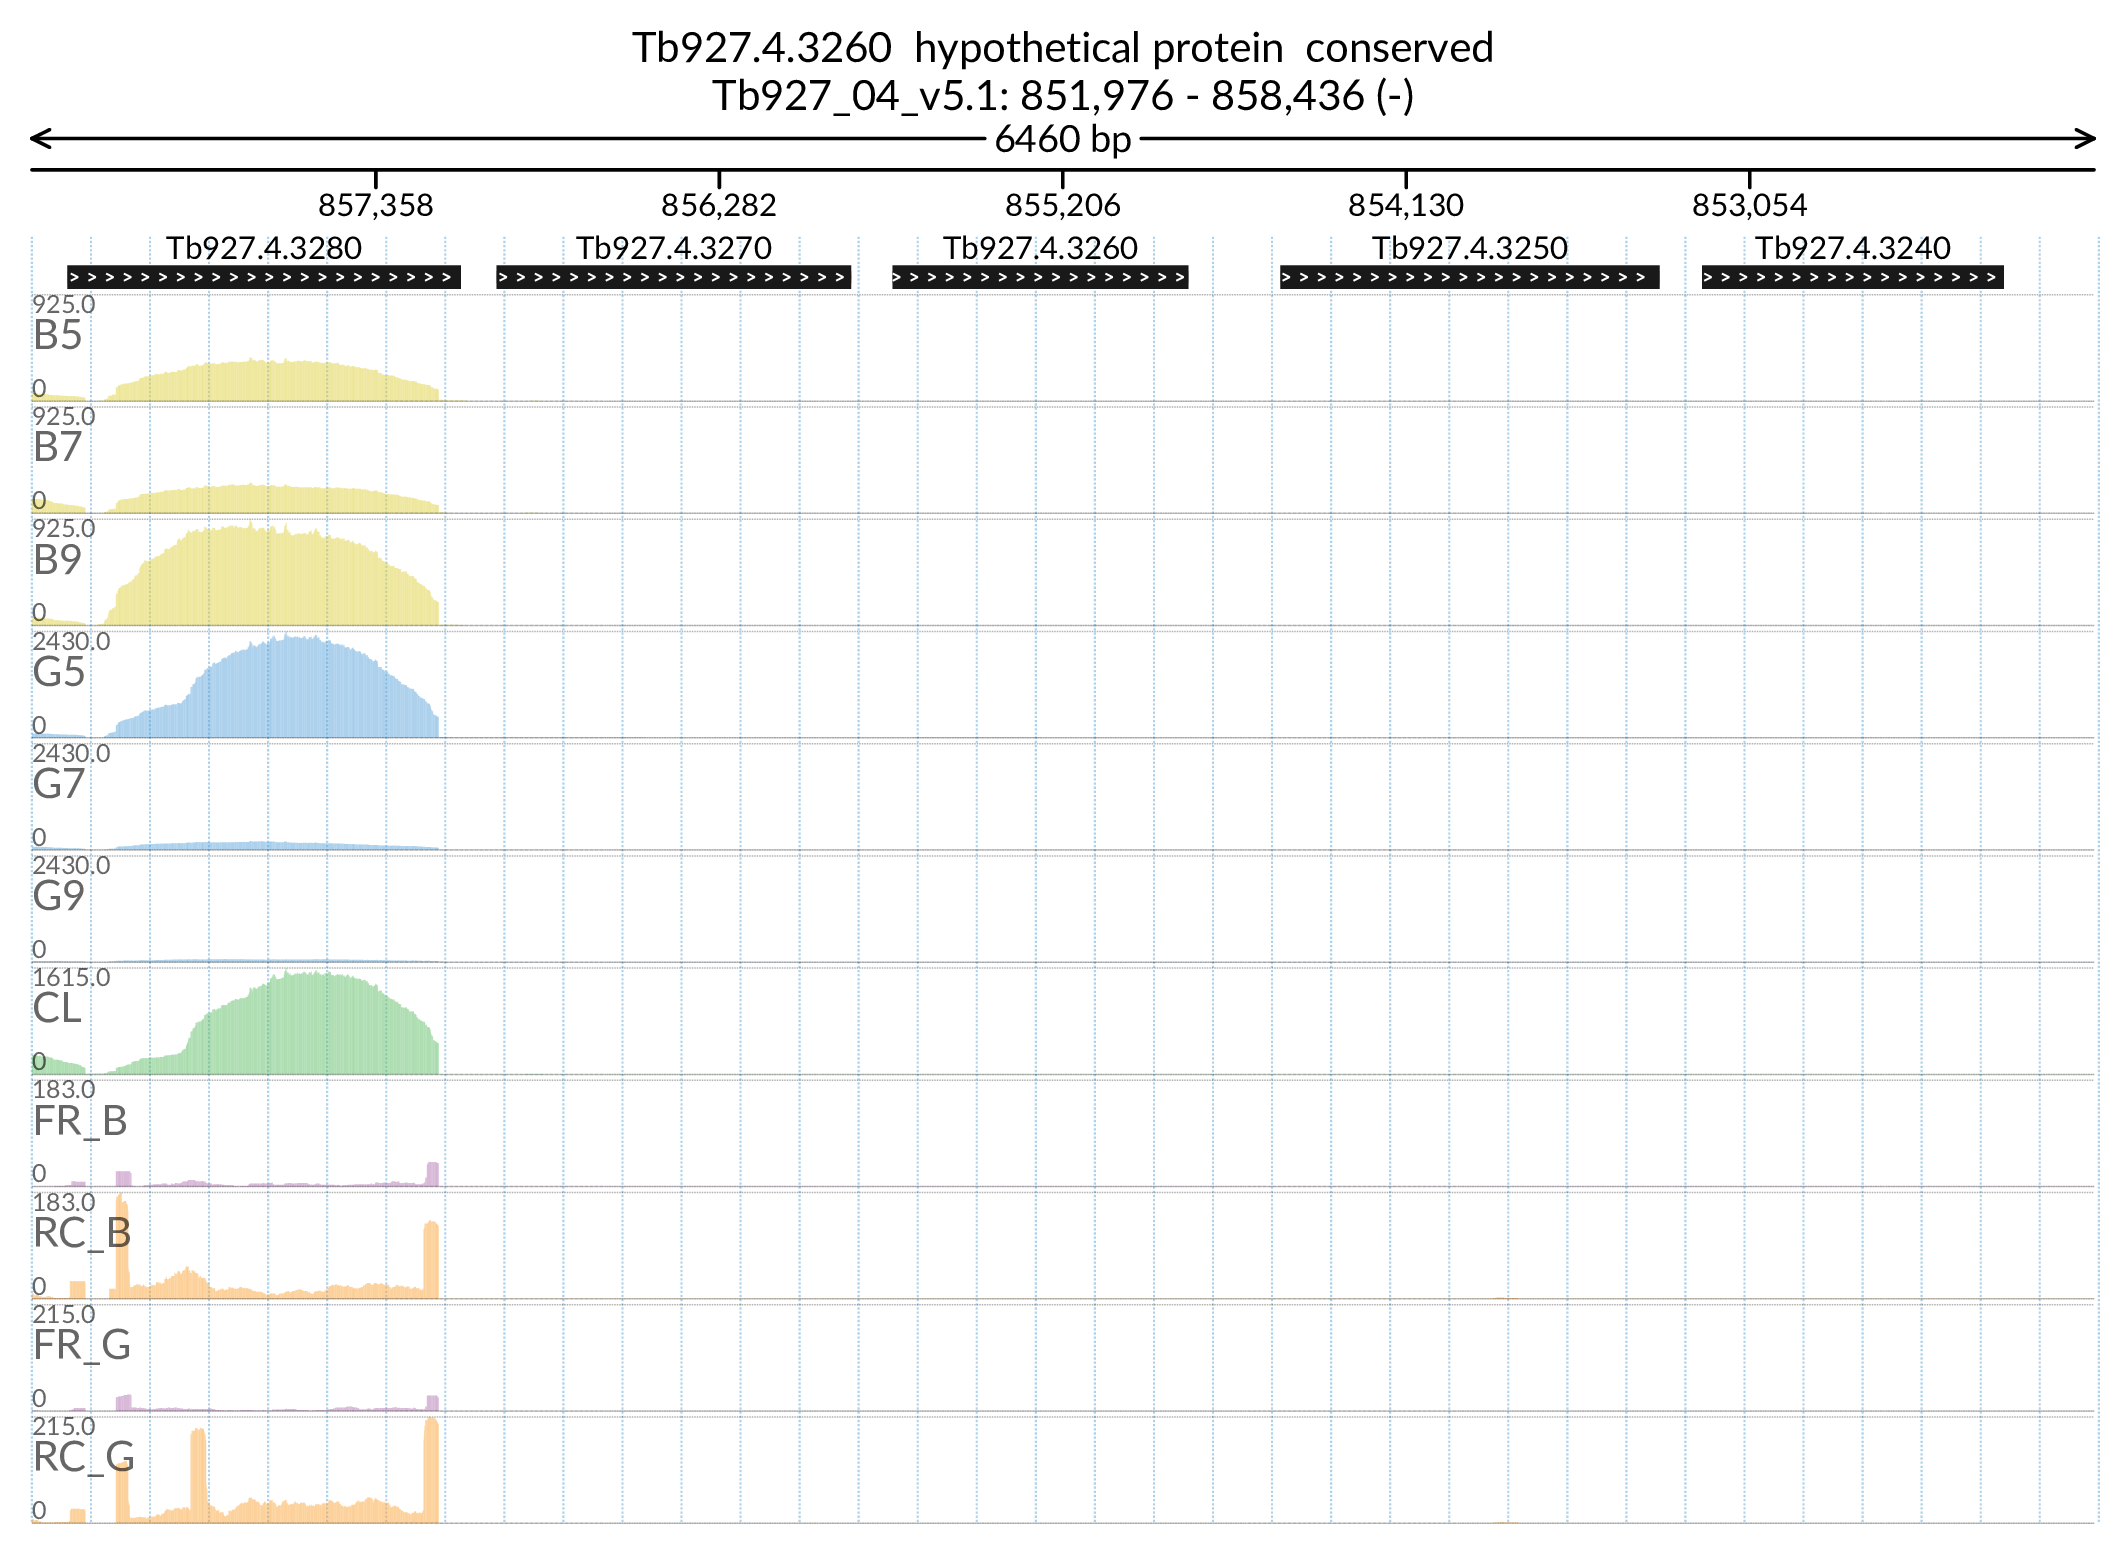 Tb927.4.3260 hypothetical protein conserved
Tb927_04_v5.1: 851,976 - 858,436 (-)
6460 bp
857,358 856,282 855,206 854,130 853,054
Tb927.4.3280 Tb927.4.3270 Tb927.4.3260 Tb927.4.3250 Tb927.4.3240
925.0
B5
0
925.0
B7
0
925.0
B9
0
2430.0
G5
0
2430.0
G7
0
2430.0
G9
0
1615.0
CL
0
183.0
FR_B
0
183.0
RC_B
0
215.0
FR_G
0
215.0
RC_G
0